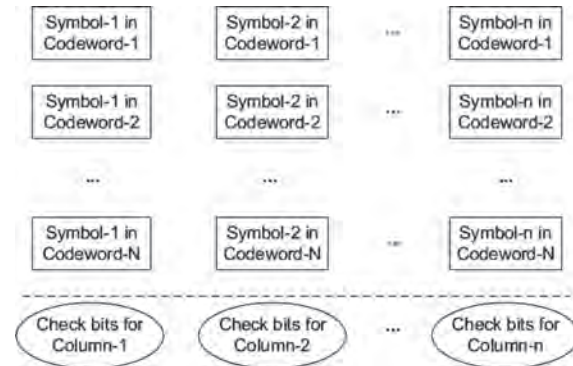 Symbol-1 in
Codeword-1
Symbol-2 in
Codeword-1
...
Symbol-n in
Codeword-1
Symbol-1 in
Codeword-2
Symbol-2 in
Codeword-2
...
Symbol-n in
Codeword-2
...
...
...
Symbol-1 in
Codeword-N
Symbol-2 in
Codeword-N
...
Symbol-n in
Codeword-N
Check bits for
Column-1
Check bits for
Column-2
...
Check bits for
Column-n